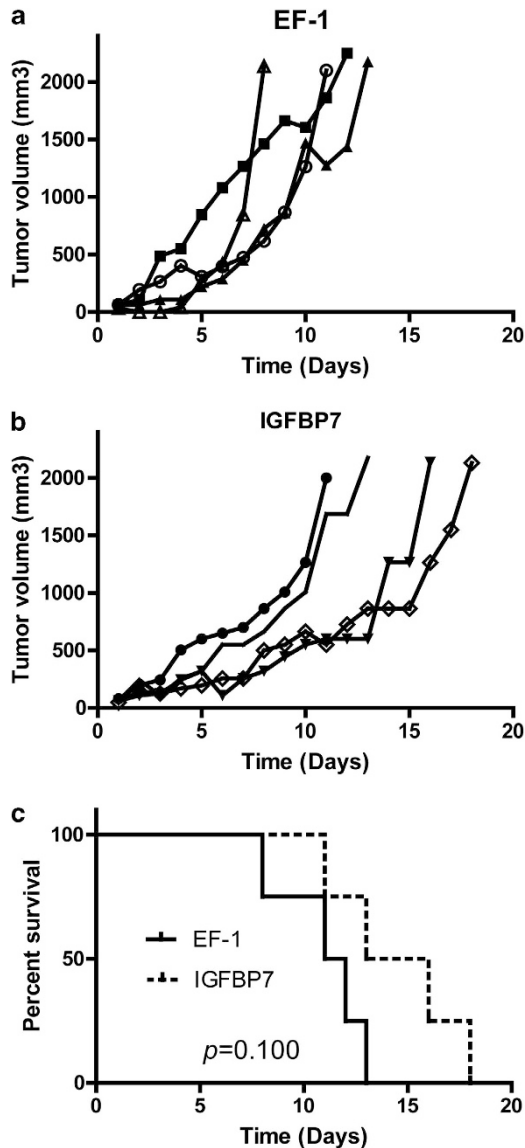 a
EF-1
Tumor volume (mm3)
2000
1500
1000
500
0
0 5 10 15 20
Time (Days)
b
IGFBP7
Tumor volume (mm3)
2000
1500
1000
500
0
0 5 10 15 20
Time (Days)
c
Percent survival
100
50
0
EF-1
IGFBP7
p=0.100
0 5 10 15 20
Time (Days)